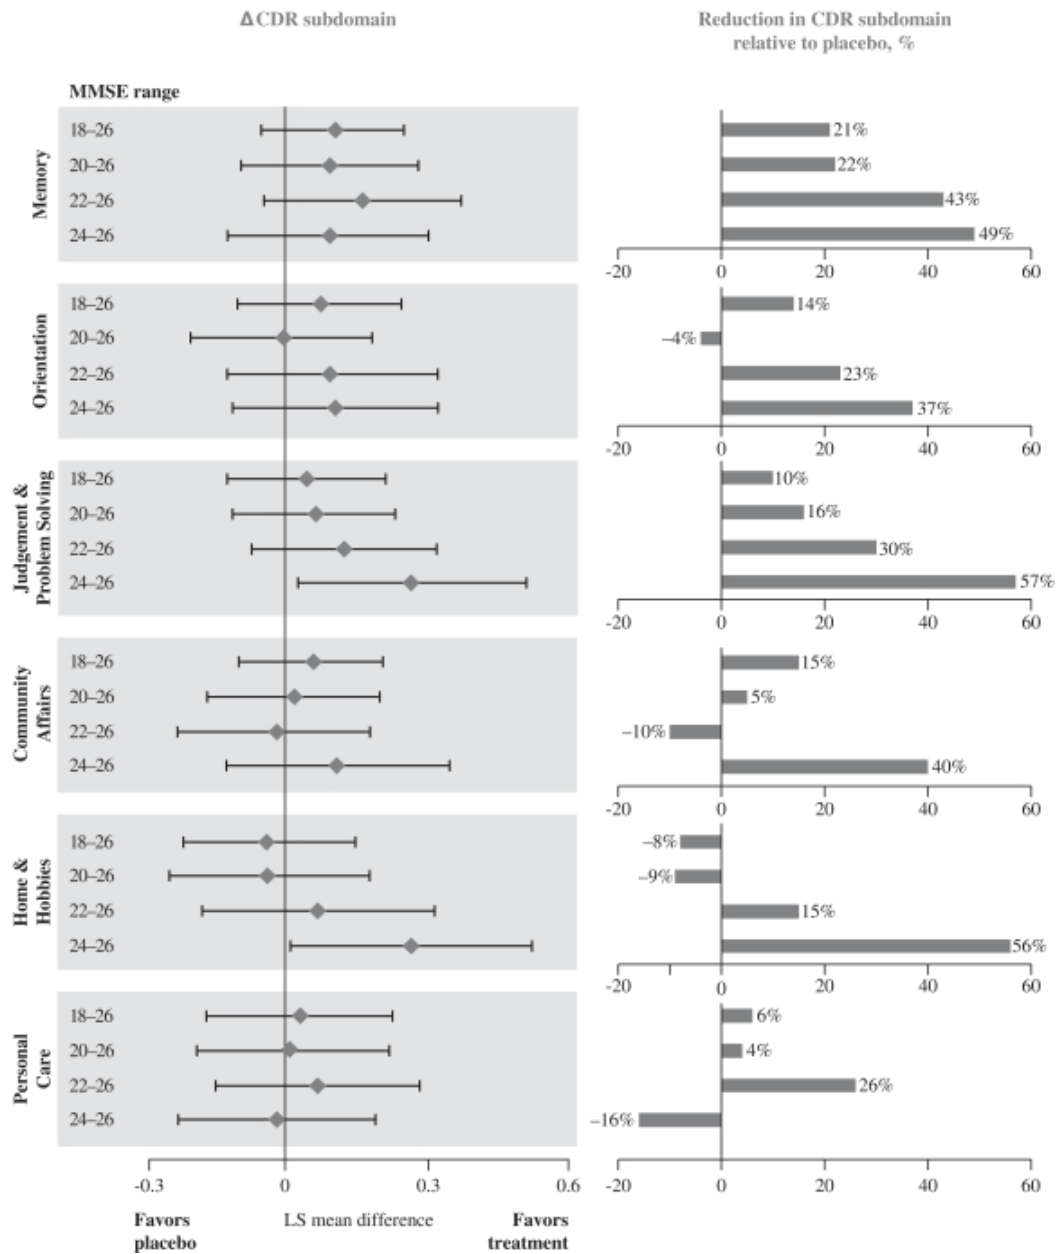 ΔCDR subdomain
Reduction in CDR subdomain
relative to placebo, %
MMSE range
Memory
18–26
21%
20–26
22%
22–26
43%
24–26
49%
-20 0 20 40 60
Orientation
18–26
14%
20–26
–4%
22–26
23%
24–26
37%
-20 0 20 40 60
Judgement &
Problem Solving
18–26
10%
20–26
16%
22–26
30%
24–26
57%
-20 0 20 40 60
Community
Affairs
18–26
15%
20–26
5%
22–26
–10%
24–26
40%
-20 0 20 40 60
Home &
Hobbies
18–26
–8%
20–26
–9%
22–26
15%
24–26
56%
-20 0 20 40 60
Personal
Care
18–26
6%
20–26
4%
22–26
26%
24–26
–16%
-0.3 0 0.3 0.6
-20 0 20 40 60
Favors
placebo
LS mean difference
Favors
treatment